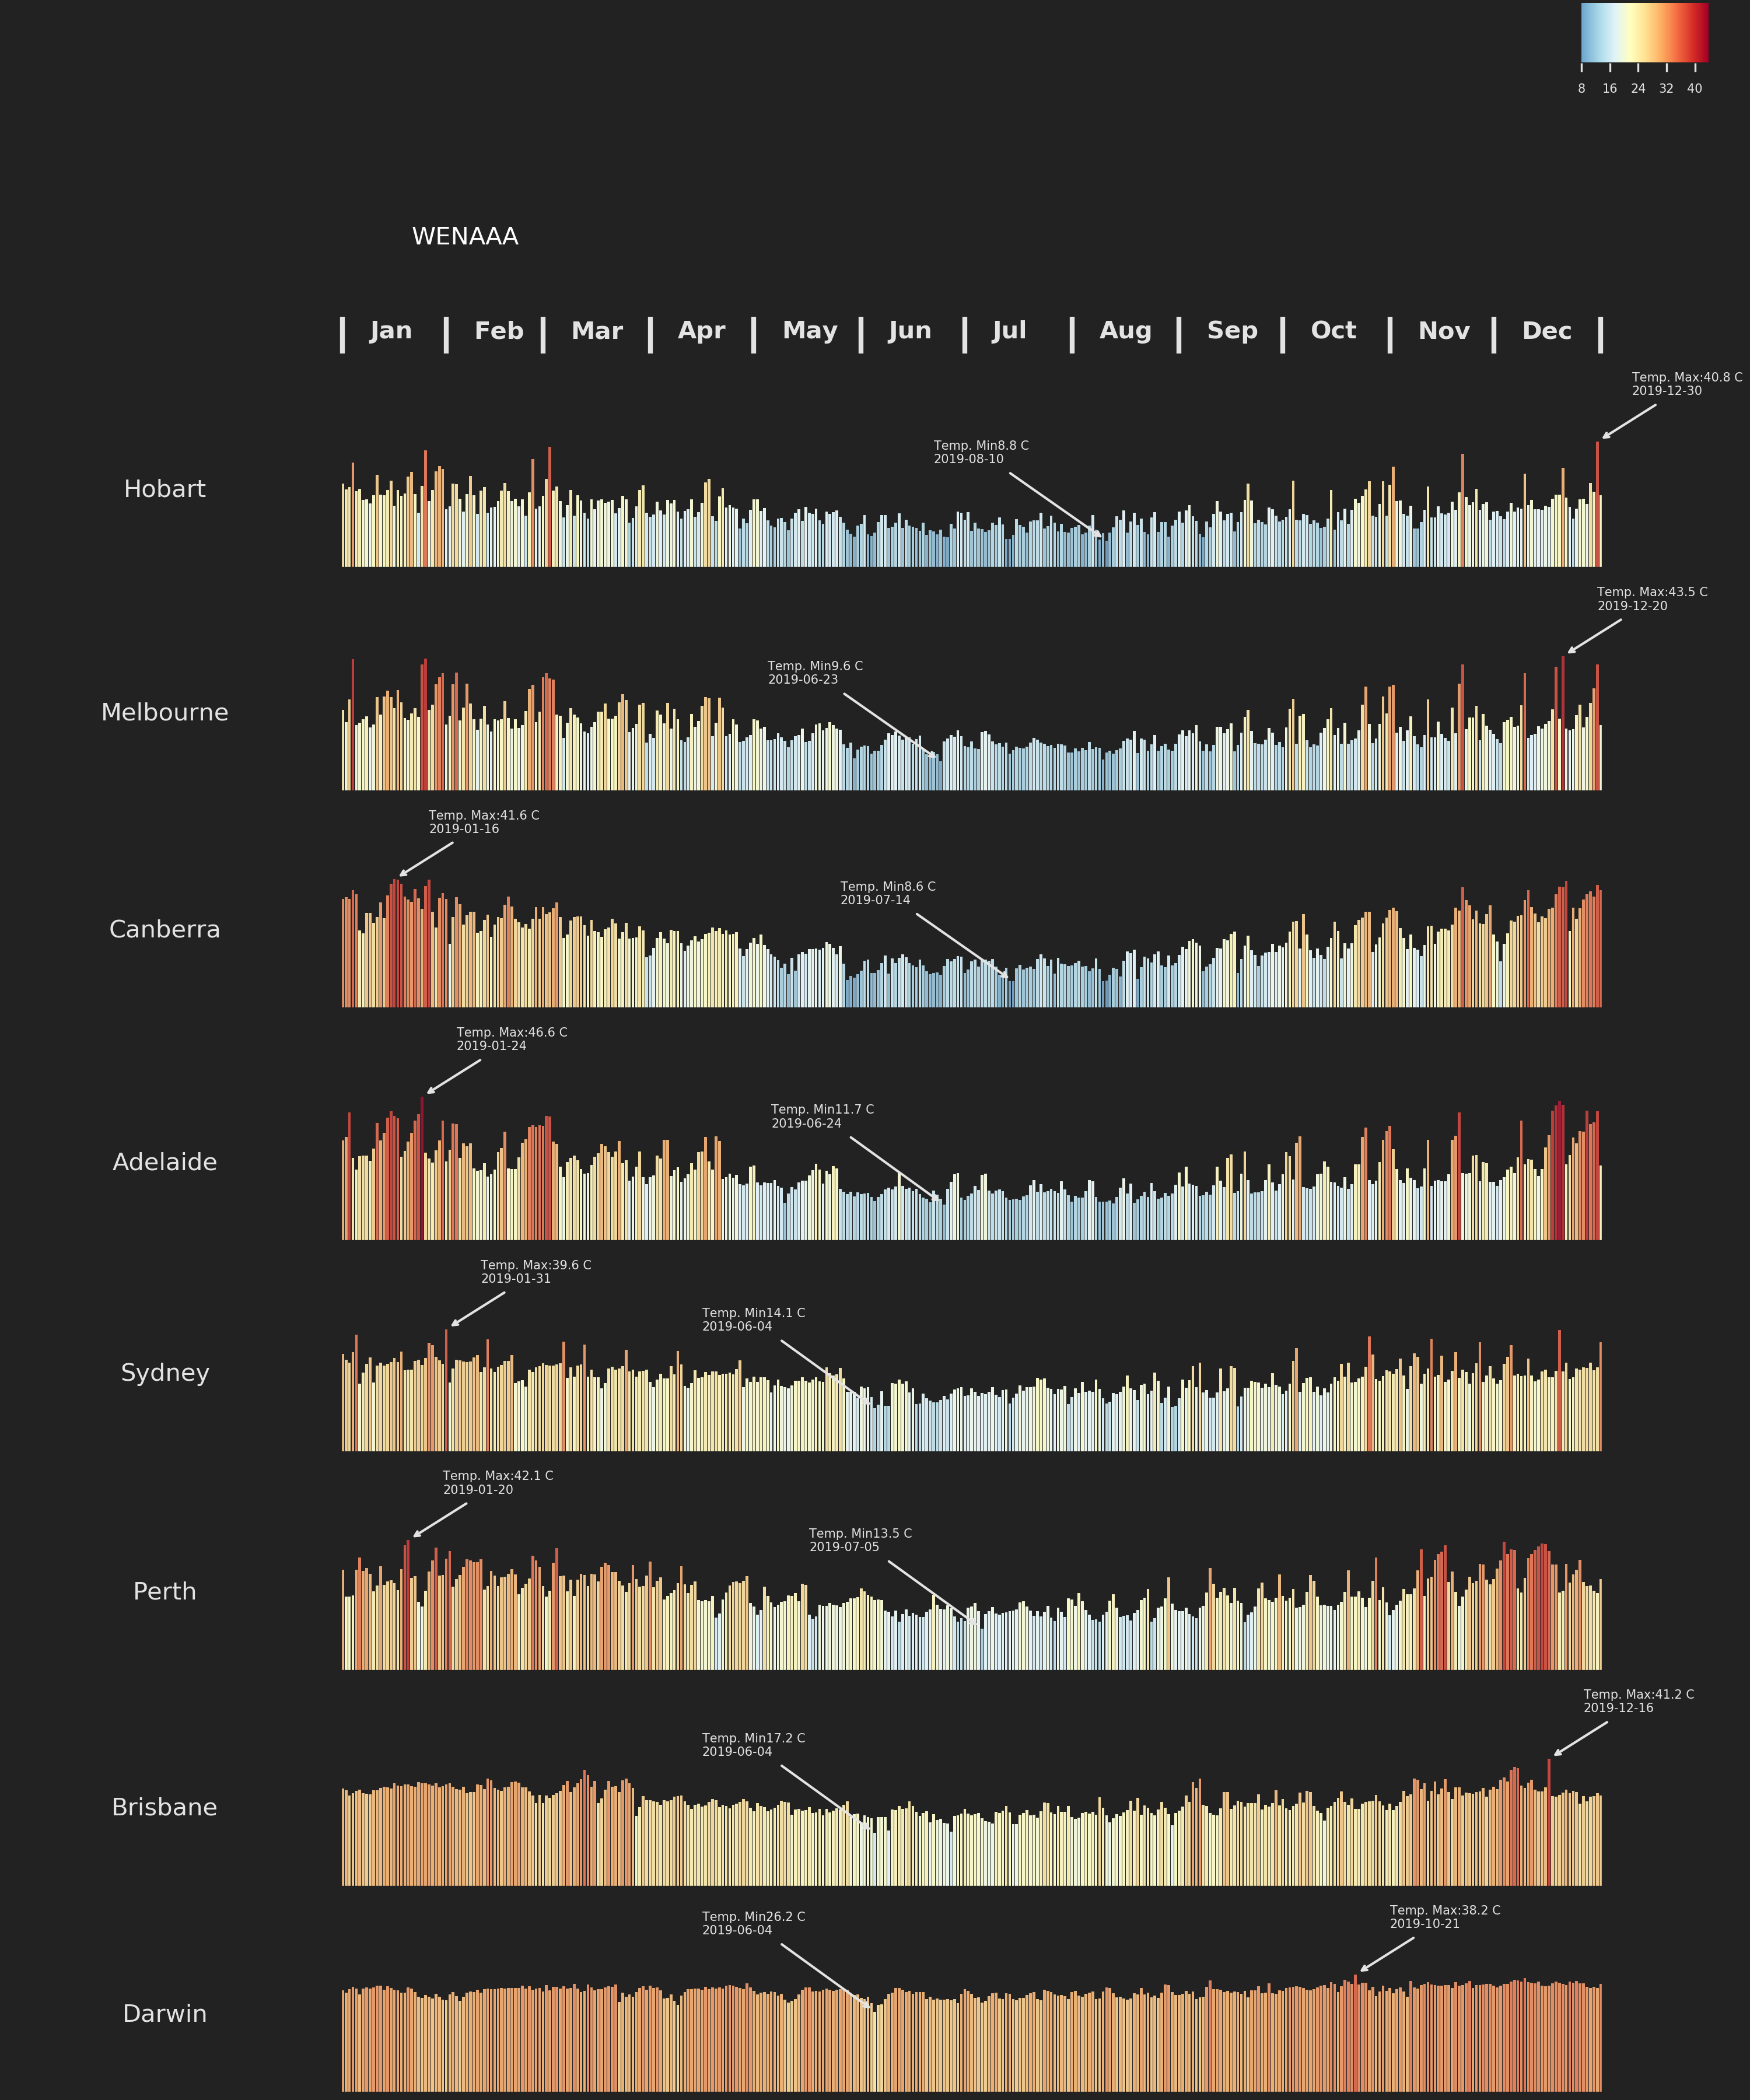 8 16 24 32 40
WENAAA
Jan Feb Mar Apr May Jun Jul Aug Sep Oct Nov Dec
Temp. Max:40.8 C
2019-12-30
Temp. Min8.8 C
2019-08-10
Hobart
Temp. Max:43.5 C
2019-12-20
Temp. Min9.6 C
2019-06-23
Melbourne
Temp. Max:41.6 C
2019-01-16
Temp. Min8.6 C
2019-07-14
Canberra
Temp. Max:46.6 C
2019-01-24
Temp. Min11.7 C
2019-06-24
Adelaide
Temp. Max:39.6 C
2019-01-31
Temp. Min14.1 C
2019-06-04
Sydney
Temp. Max:42.1 C
2019-01-20
Temp. Min13.5 C
2019-07-05
Perth
Temp. Max:41.2 C
2019-12-16
Temp. Min17.2 C
2019-06-04
Brisbane
Temp. Max:38.2 C
2019-10-21
Temp. Min26.2 C
2019-06-04
Darwin